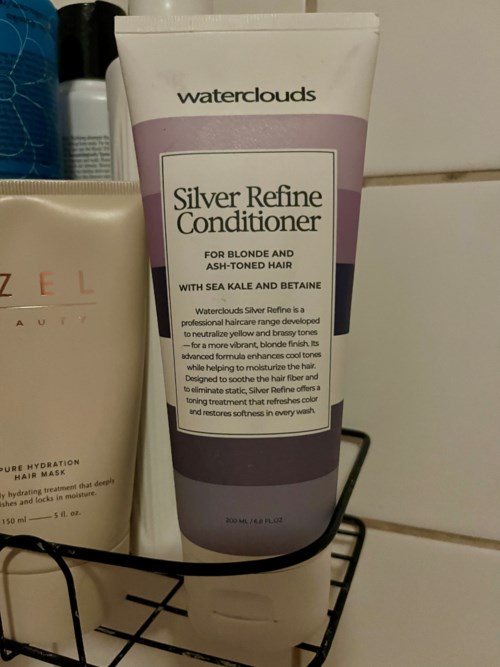 waterclouds
Silver Refine
Conditioner
FOR BLONDE AND
ASH-TONED HAIR
WITH SEA KALE AND BETAINE
Waterclouds Silver Refine is a
professional haircare range developed
to neutralize yellow and brassy tones
— for a more vibrant, blonde finish. Its
advanced formula enhances cool tones
while helping to moisturize the hair.
Designed to soothe the hair fiber and
to eliminate static, Silver Refine offers a
toning treatment that refreshes color
and restores softness in every wash.
200 ML / 6.8 FL.OZ
ZEL
AUTY
PURE HYDRATION
HAIR MASK
ly hydrating treatment that deeply
ishes and locks in moisture.
150 ml — 5 fl. oz.